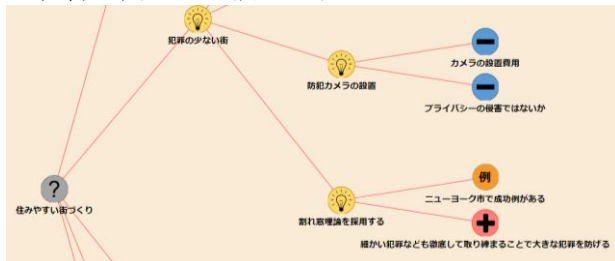 犯罪の少ない街
カメラの設置費用
防犯カメラの設置
プライバシーの侵害ではないか
?
住みやすい街づくり
例
ニューヨーク市で成功例がある
割れ窓理論を採用する
細かい犯罪なども徹底して取り締まることで大きな犯罪を防げる